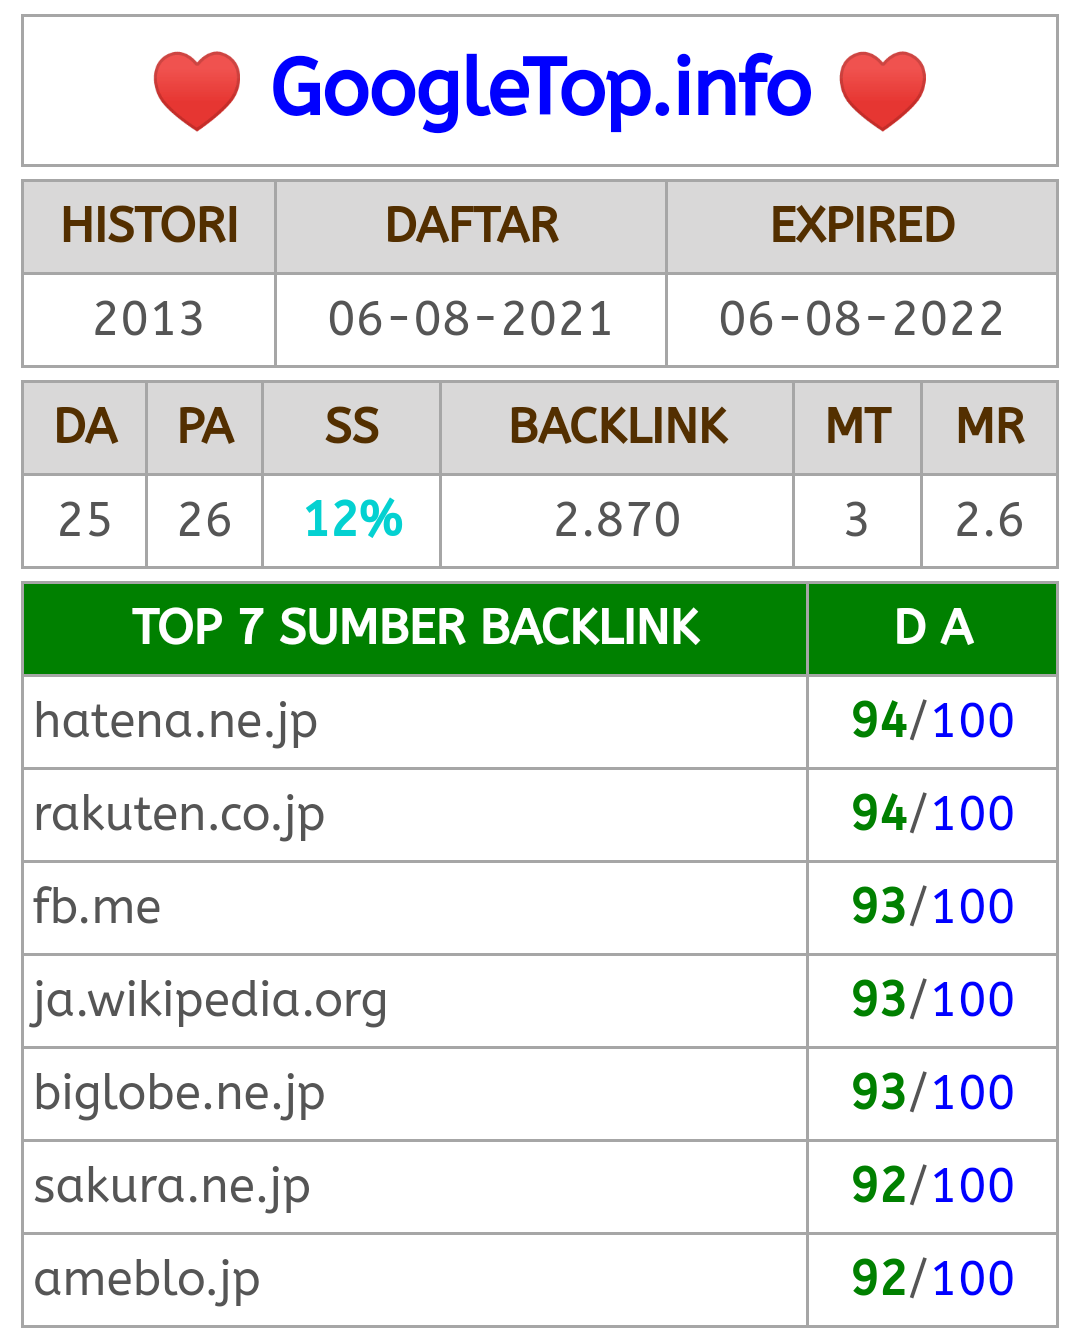 ❤️ GoogleTop.info ❤️
HISTORI DAFTAR EXPIRED
2013 06-08-2021 06-08-2022
DA PA SS BACKLINK MT MR
25 26 12% 2.870 3 2.6
TOP 7 SUMBER BACKLINK D A
hatena.ne.jp 94/100
rakuten.co.jp 94/100
fb.me 93/100
ja.wikipedia.org 93/100
biglobe.ne.jp 93/100
sakura.ne.jp 92/100
ameblo.jp 92/100